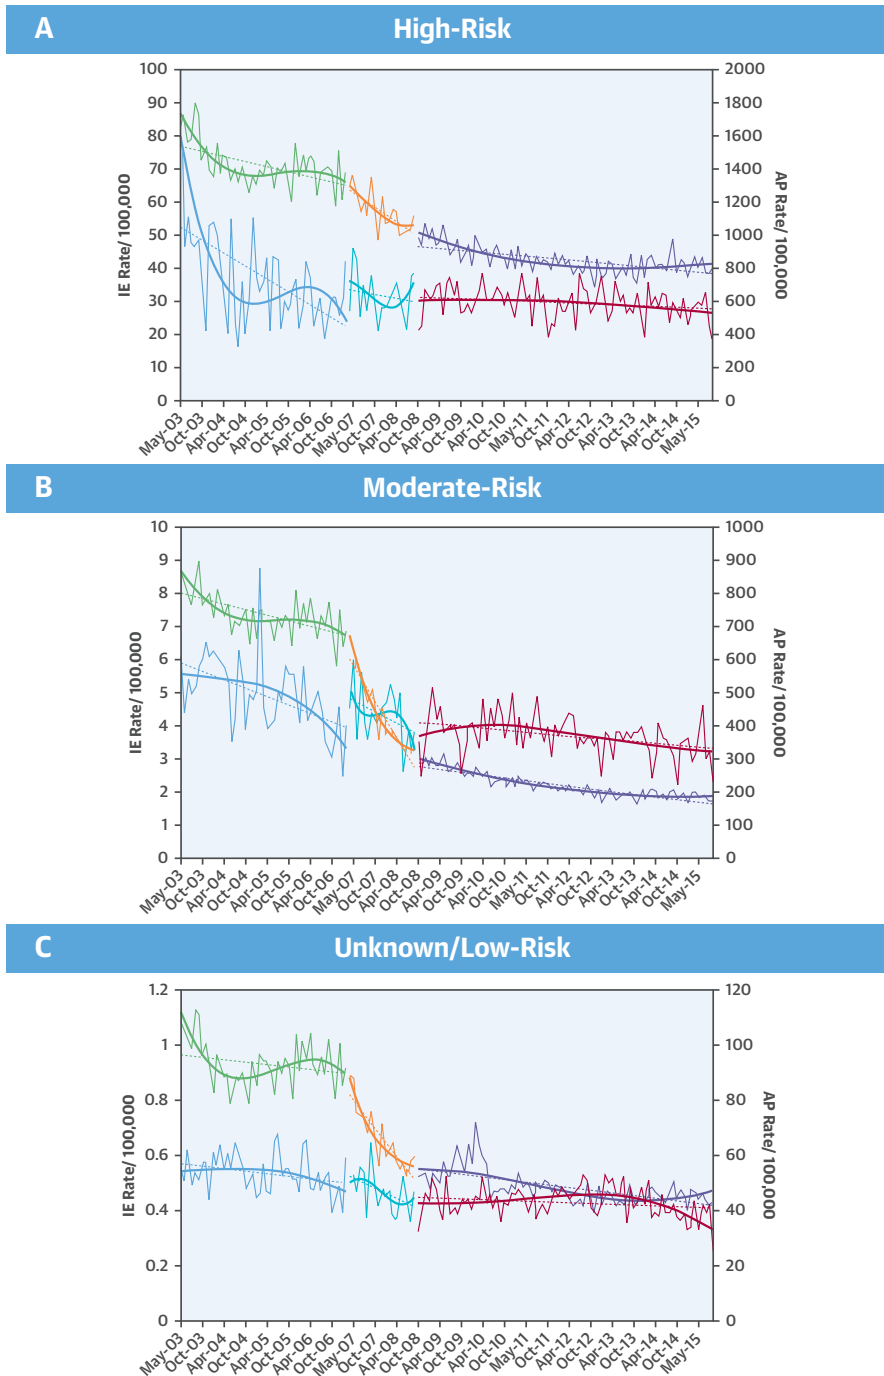 A High-Risk
100
90
80
70
60
50
40
30
20
10
0
IE Rate/ 100,000
2000
1800
1600
1400
1200
1000
800
600
400
200
0
AP Rate/ 100,000
May-03
Oct-03
Apr-04
Oct-04
Apr-05
Oct-05
Apr-06
Oct-06
May-07
Oct-07
Apr-08
Oct-08
Apr-09
Oct-09
Apr-10
Oct-10
May-11
Oct-11
Apr-12
Oct-12
Apr-13
Oct-13
Apr-14
Oct-14
May-15
B Moderate-Risk
10
9
8
7
6
5
4
3
2
1
0
IE Rate/ 100,000
1000
900
800
700
600
500
400
300
200
100
0
AP Rate/ 100,000
May-03
Oct-03
Apr-04
Oct-04
Apr-05
Oct-05
Apr-06
Oct-06
May-07
Oct-07
Apr-08
Oct-08
Apr-09
Oct-09
Apr-10
Oct-10
May-11
Oct-11
Apr-12
Oct-12
Apr-13
Oct-13
Apr-14
Oct-14
May-15
C Unknown/Low-Risk
1.2
1
0.8
0.6
0.4
0.2
0
IE Rate/ 100,000
120
100
80
60
40
20
0
AP Rate/ 100,000
May-03
Oct-03
Apr-04
Oct-04
Apr-05
Oct-05
Apr-06
Oct-06
May-07
Oct-07
Apr-08
Oct-08
Apr-09
Oct-09
Apr-10
Oct-10
May-11
Oct-11
Apr-12
Oct-12
Apr-13
Oct-13
Apr-14
Oct-14
May-15